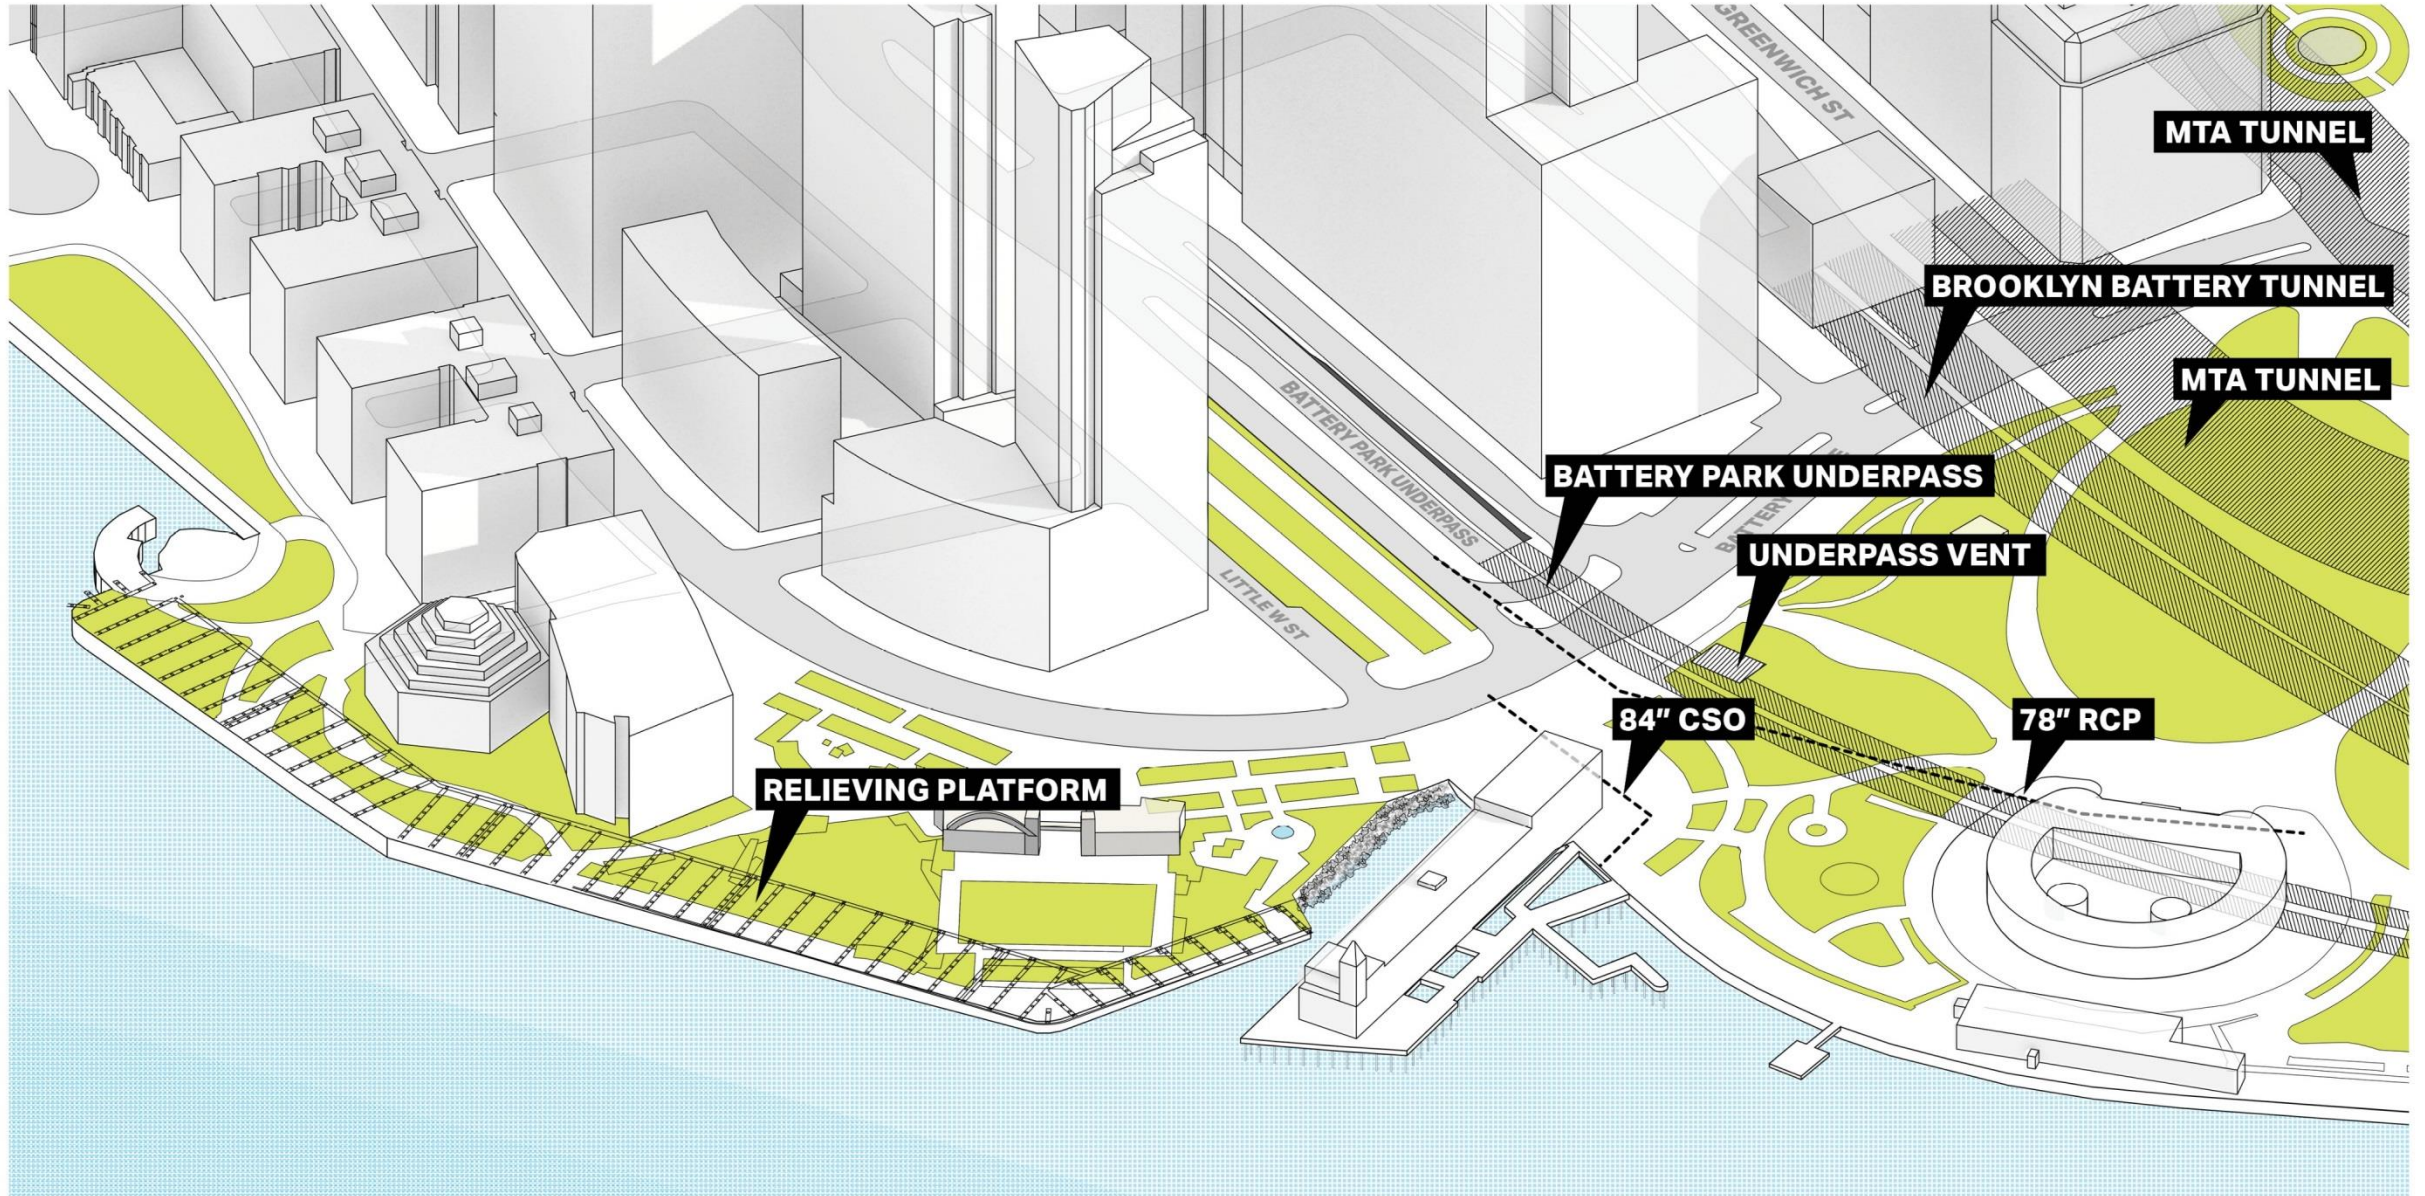 GREENWICH ST
MTA TUNNEL
BROOKLYN BATTERY TUNNEL
MTA TUNNEL
BATTERY PARK UNDERPASS
BATTERY PARK UNDERPASS
BATTERY
UNDERPASS VENT
LITTLE W ST
84" CSO
78" RCP
RELIEVING PLATFORM